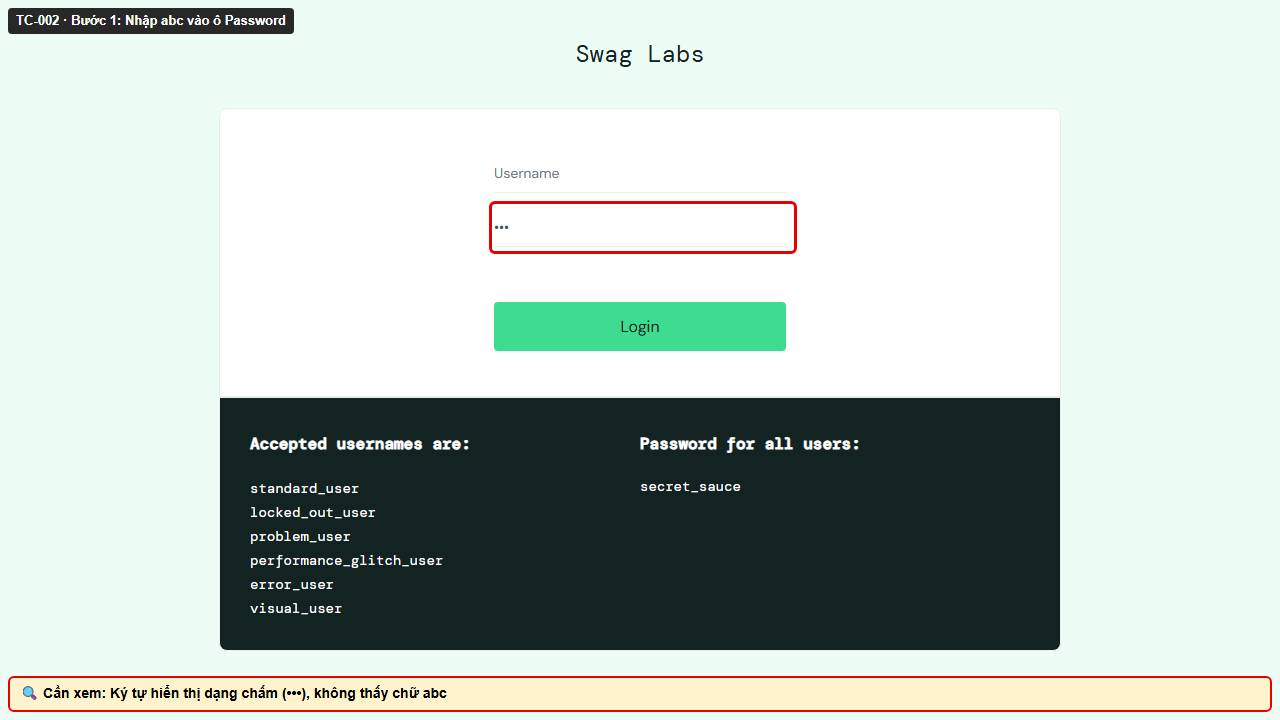 TC-002 · Bước 1: Nhập abc vào ô Password
Swag Labs
Username
•••
Login
Accepted usernames are:
standard_user
locked_out_user
problem_user
performance_glitch_user
error_user
visual_user
Password for all users:
secret_sauce
🔍 Cần xem: Ký tự hiển thị dạng chấm (•••), không thấy chữ abc